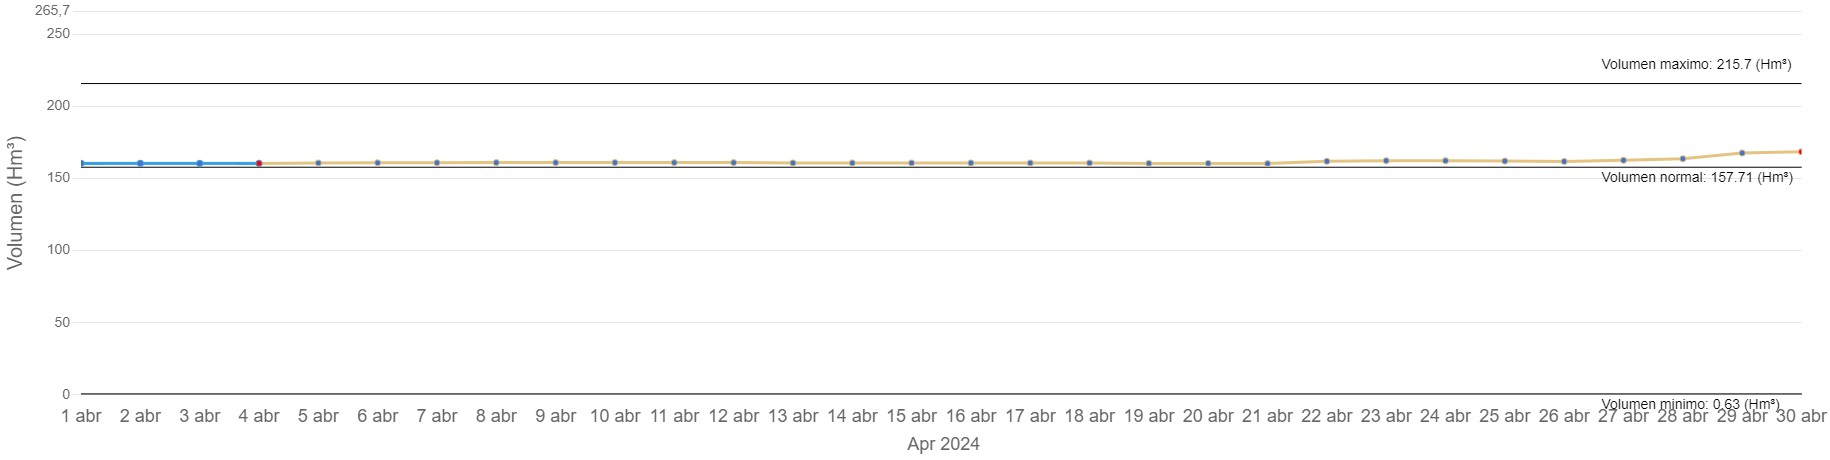 265,7
250
Volumen maximo: 215.7 (Hm³)
200
Volumen (Hm³)
150
Volumen normal: 157.71 (Hm³)
100
50
0
Volumen minimo: 0.63 (Hm³)
1 abr 2 abr 3 abr 4 abr 5 abr 6 abr 7 abr 8 abr 9 abr 10 abr 11 abr 12 abr 13 abr 14 abr 15 abr 16 abr 17 abr 18 abr 19 abr 20 abr 21 abr 22 abr 23 abr 24 abr 25 abr 26 abr 27 abr 28 abr 29 abr 30 abr
Apr 2024